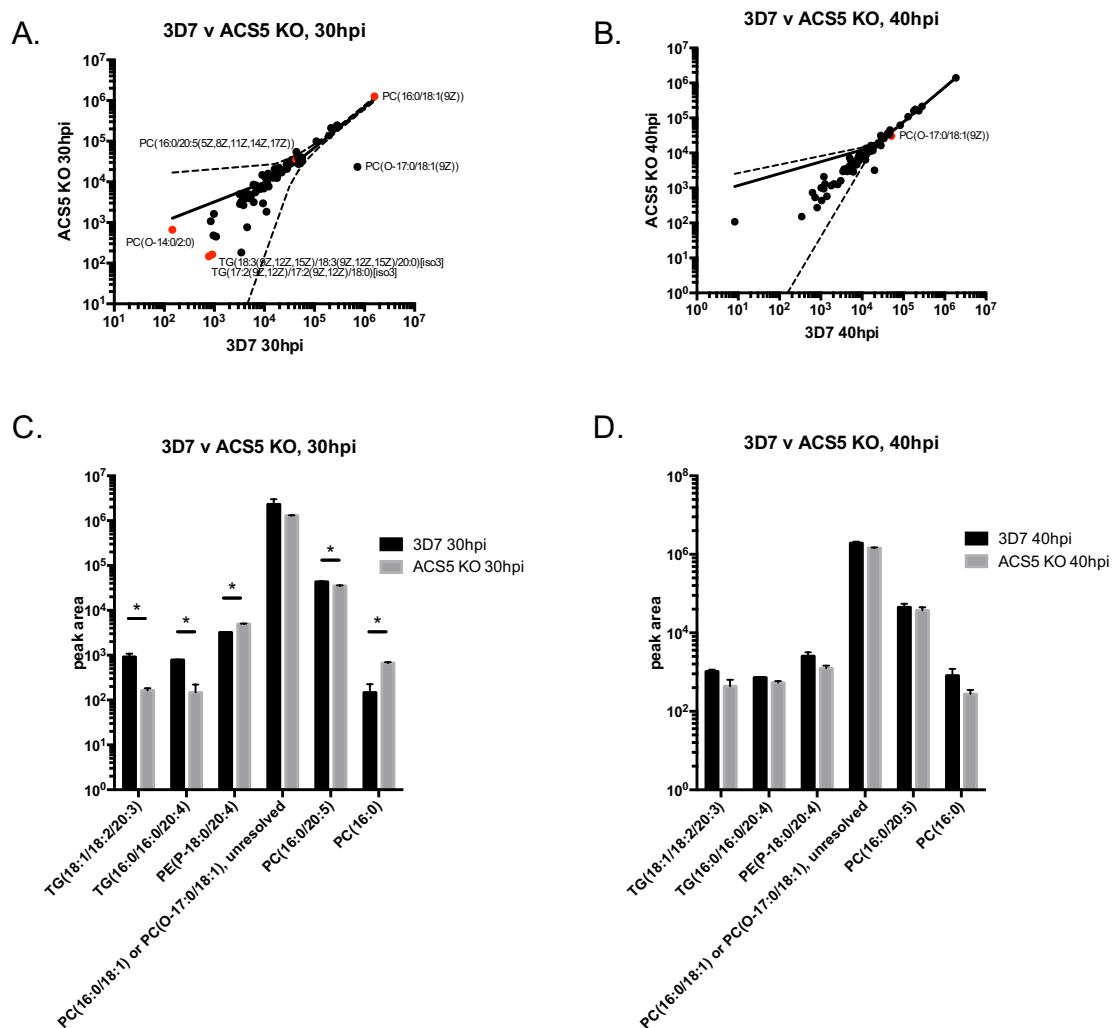 A.
3D7 v ACS5 KO, 30hpi
ACS5 KO 30hpi
10^7
10^6
10^5
10^4
10^3
10^2
10^1
PC(16:0/18:1(9Z))
PC(16:0/20:5(5Z,8Z,11Z,14Z,17Z))
PC(O-17:0/18:1(9Z))
PC(O-14:0/2:0)
TG(18:3(9Z,12Z,15Z)/18:3(9Z,12Z,15Z)/20:0)[iso3]
TG(17:2(9Z,12Z)/17:2(9Z,12Z)/18:0)[iso3]
10^1 10^2 10^3 10^4 10^5 10^6 10^7
3D7 30hpi
B.
3D7 v ACS5 KO, 40hpi
ACS5 KO 40hpi
10^7
10^6
10^5
10^4
10^3
10^2
10^1
10^0
PC(O-17:0/18:1(9Z))
10^0 10^1 10^2 10^3 10^4 10^5 10^6 10^7
3D7 40hpi
C.
3D7 v ACS5 KO, 30hpi
peak area
10^7
10^6
10^5
10^4
10^3
10^2
10^1
10^0
* * * * *
3D7 30hpi
ACS5 KO 30hpi
TG(18:1/18:2/20:3)
TG(16:0/16:0/20:4)
PE(P-18:0/20:4)
PC(16:0/18:1) or PC(O-17:0/18:1), unresolved
PC(16:0/20:5)
PC(16:0)
D.
3D7 v ACS5 KO, 40hpi
peak area
10^8
10^6
10^4
10^2
10^0
3D7 40hpi
ACS5 KO 40hpi
TG(18:1/18:2/20:3)
TG(16:0/16:0/20:4)
PE(P-18:0/20:4)
PC(16:0/18:1) or PC(O-17:0/18:1), unresolved
PC(16:0/20:5)
PC(16:0)